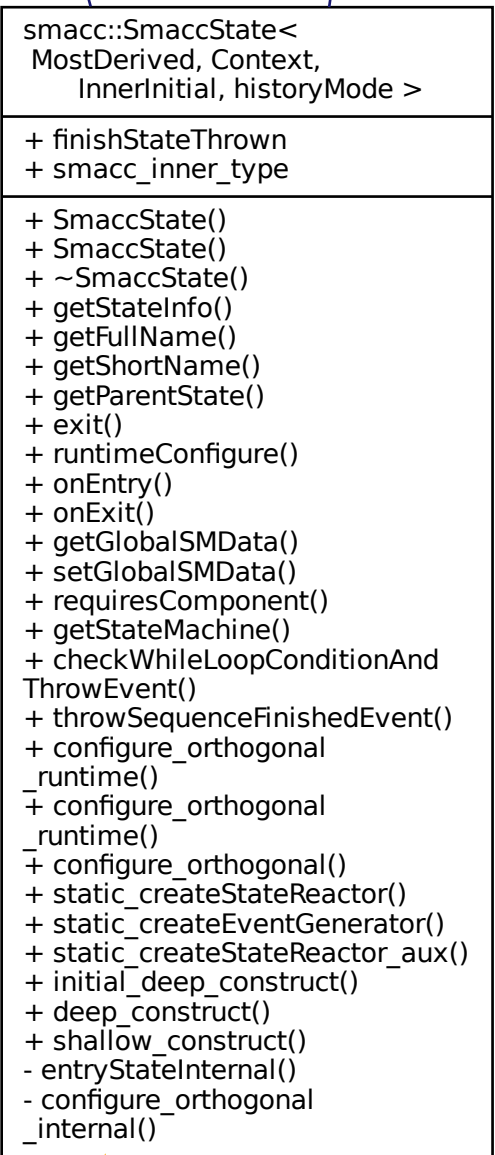 smacc::SmaccState<
MostDerived, Context,
InnerInitial, historyMode >
+ finishStateThrown
+ smacc_inner_type
+ SmaccState()
+ SmaccState()
+ ~SmaccState()
+ getStateInfo()
+ getFullName()
+ getShortName()
+ getParentState()
+ exit()
+ runtimeConfigure()
+ onEntry()
+ onExit()
+ getGlobalSMData()
+ setGlobalSMData()
+ requiresComponent()
+ getStateMachine()
+ checkWhileLoopConditionAnd
ThrowEvent()
+ throwSequenceFinishedEvent()
+ configure_orthogonal
_runtime()
+ configure_orthogonal
_runtime()
+ configure_orthogonal()
+ static_createStateReactor()
+ static_createEventGenerator()
+ static_createStateReactor_aux()
+ initial_deep_construct()
+ deep_construct()
+ shallow_construct()
- entryStateInternal()
- configure_orthogonal
_internal()